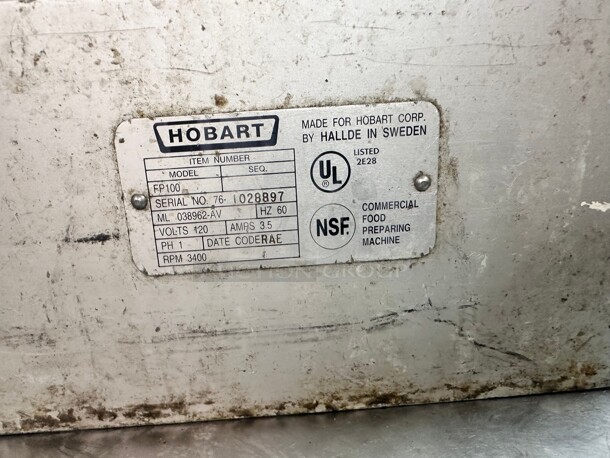 HOBART
MADE FOR HOBART CORP.
BY HALLDE IN SWEDEN
ITEM NUMBER
MODEL SEQ.
FP100
SERIAL NO. 76- 1028897
ML 038962-AV HZ 60
VOLTS 120 AMPS 3.5
PH 1 DATE CODE RAE
RPM 3400
UL
LISTED
2E28
NSF
COMMERCIAL
FOOD
PREPARING
MACHINE
AUCTION GROUP